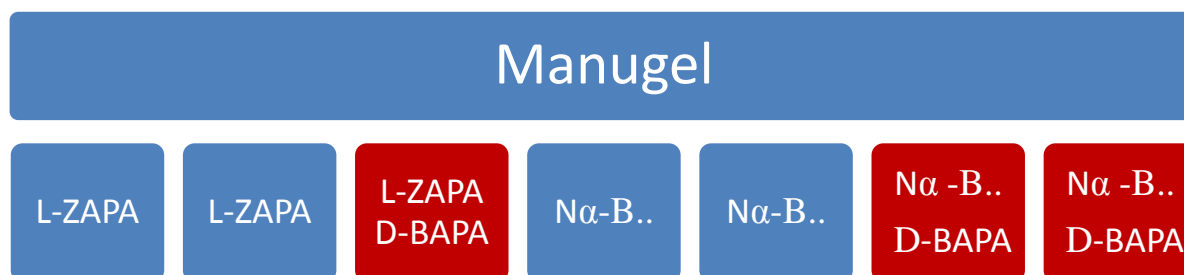 Manugel
L-ZAPA
L-ZAPA
L-ZAPA
D-BAPA
Nα-B..
Nα-B..
Nα -B..
D-BAPA
Nα -B..
D-BAPA